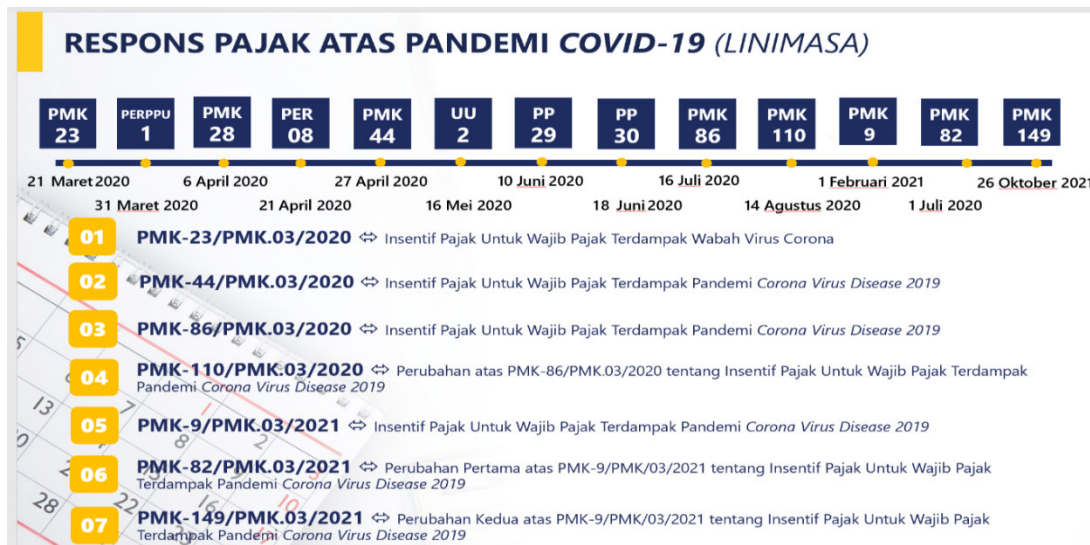 RESPONS PAJAK ATAS PANDEMI COVID-19 (LINIMASA)
PMK 23
PERPPU 1
PMK 28
PER 08
PMK 44
UU 2
PP 29
PP 30
PMK 86
PMK 110
PMK 9
PMK 82
PMK 149
21 Maret 2020
6 April 2020
27 April 2020
10 Juni 2020
16 Juli 2020
1 Februari 2021
26 Oktober 2021
31 Maret 2020
21 April 2020
16 Mei 2020
18 Juni 2020
14 Agustus 2020
1 Juli 2020
01 PMK-23/PMK.03/2020 ⇔ Insentif Pajak Untuk Wajib Pajak Terdampak Wabah Virus Corona
02 PMK-44/PMK.03/2020 ⇔ Insentif Pajak Untuk Wajib Pajak Terdampak Pandemi Corona Virus Disease 2019
03 PMK-86/PMK.03/2020 ⇔ Insentif Pajak Untuk Wajib Pajak Terdampak Pandemi Corona Virus Disease 2019
04 PMK-110/PMK.03/2020 ⇔ Perubahan atas PMK-86/PMK.03/2020 tentang Insentif Pajak Untuk Wajib Pajak Terdampak
Pandemi Corona Virus Disease 2019
05 PMK-9/PMK.03/2021 ⇔ Insentif Pajak Untuk Wajib Pajak Terdampak Pandemi Corona Virus Disease 2019
06 PMK-82/PMK.03/2021 ⇔ Perubahan Pertama atas PMK-9/PMK/03/2021 tentang Insentif Pajak Untuk Wajib Pajak
Terdampak Pandemi Corona Virus Disease 2019
07 PMK-149/PMK.03/2021 ⇔ Perubahan Kedua atas PMK-9/PMK/03/2021 tentang Insentif Pajak Untuk Wajib Pajak
Terdampak Pandemi Corona Virus Disease 2019